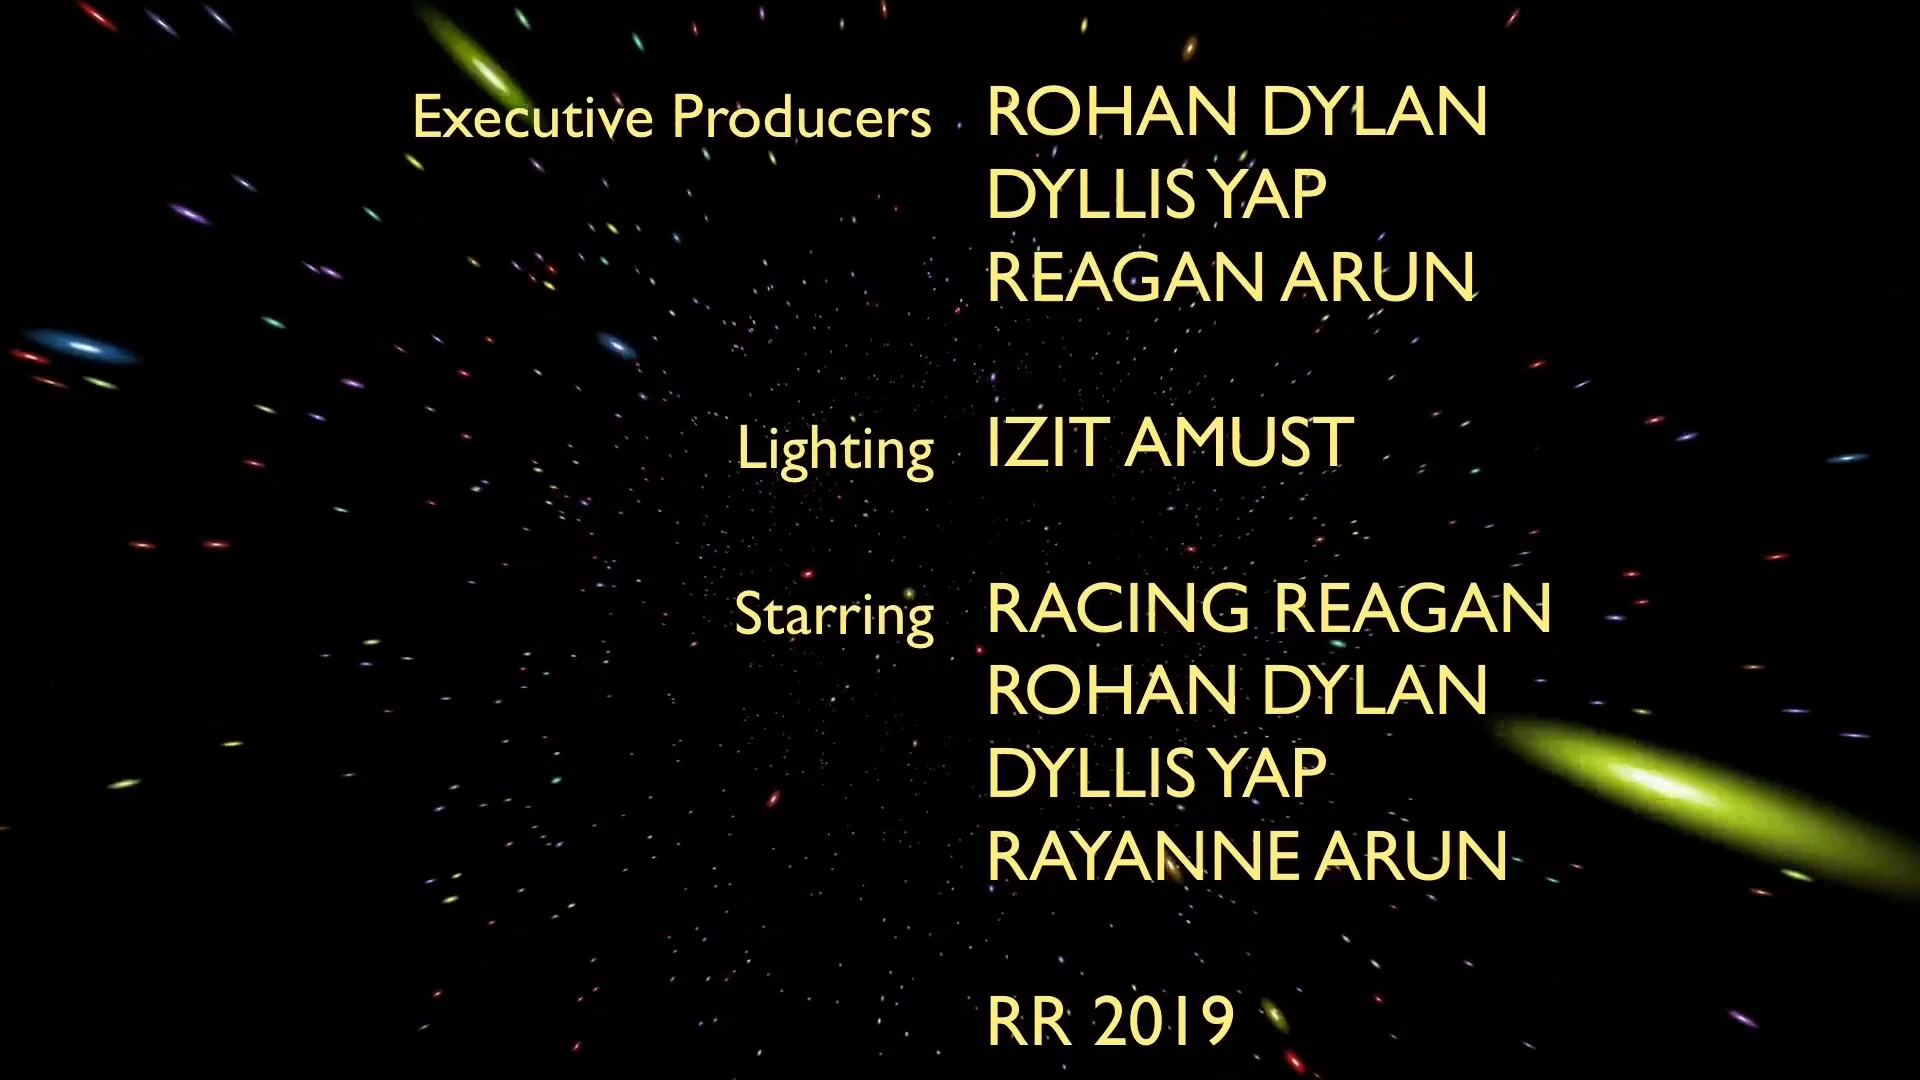 Executive Producers ROHAN DYLAN
DYLLIS YAP
REAGAN ARUN
Lighting IZIT AMUST
Starring RACING REAGAN
ROHAN DYLAN
DYLLIS YAP
RAYANNE ARUN
RR 2019